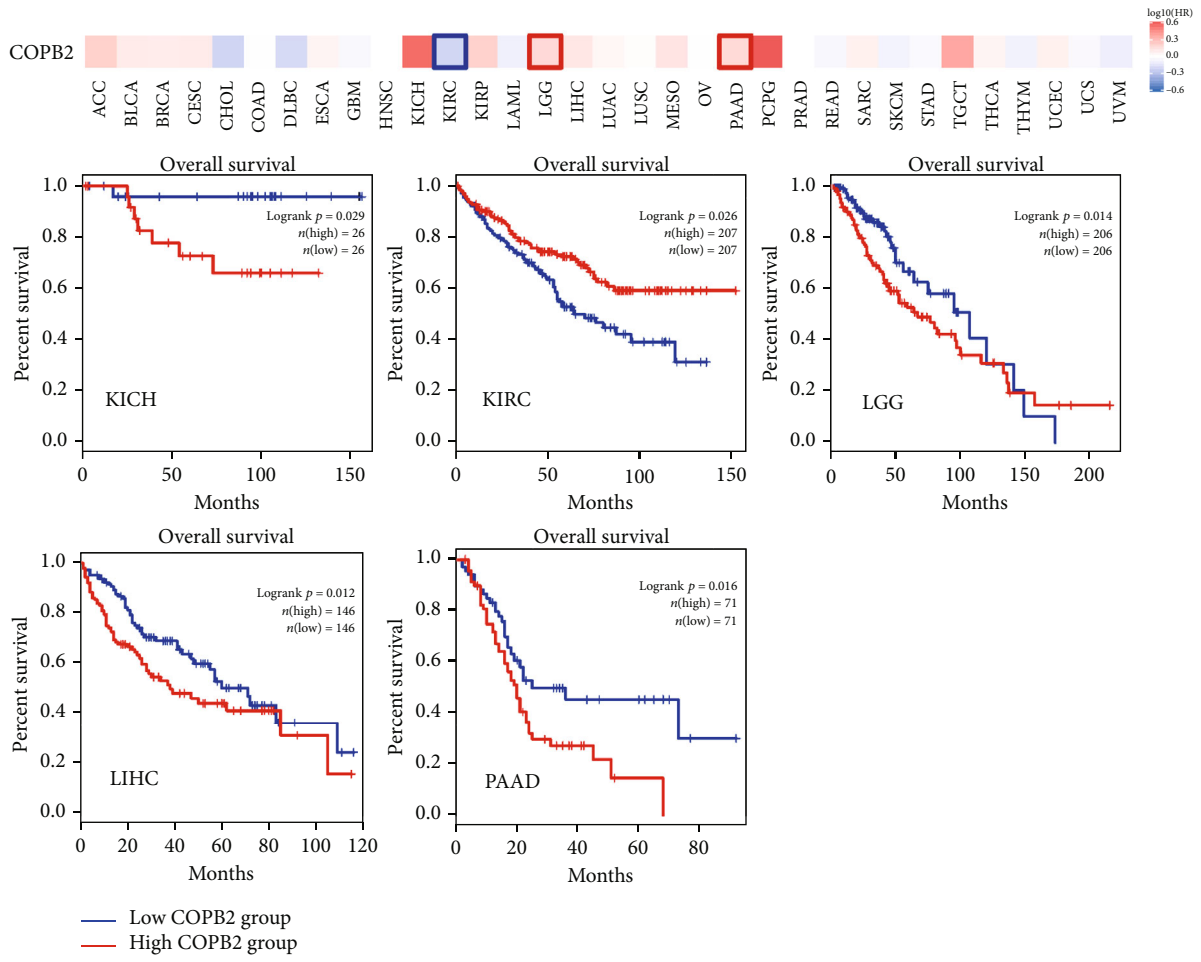 log10(HR)
0.6
0.3
0.0
−0.3
−0.6
COPB2
ACC BLCA BRCA CESC CHOL COAD DLBC ESCA GBM HNSC KICH KIRC KIRP LAML LGG LIHC LUAC LUSC MESO OV PAAD PCPG PRAD READ SARC SKCM STAD TGCT THCA THYM UCEC UCS UVM
Overall survival
Percent survival
1.0
0.8
0.6
0.4
0.2
0.0
Logrank p = 0.029
n(high) = 26
n(low) = 26
KICH
0 50 100 150
Months
Overall survival
Percent survival
1.0
0.8
0.6
0.4
0.2
0.0
Logrank p = 0.026
n(high) = 207
n(low) = 207
KIRC
0 50 100 150
Months
Overall survival
Percent survival
1.0
0.8
0.6
0.4
0.2
0.0
Logrank p = 0.014
n(high) = 206
n(low) = 206
LGG
0 50 100 150 200
Months
Overall survival
Percent survival
1.0
0.8
0.6
0.4
0.2
0.0
Logrank p = 0.012
n(high) = 146
n(low) = 146
LIHC
0 20 40 60 80 100 120
Months
Overall survival
Percent survival
1.0
0.8
0.6
0.4
0.2
0.0
Logrank p = 0.016
n(high) = 71
n(low) = 71
PAAD
0 20 40 60 80
Months
Low COPB2 group
High COPB2 group